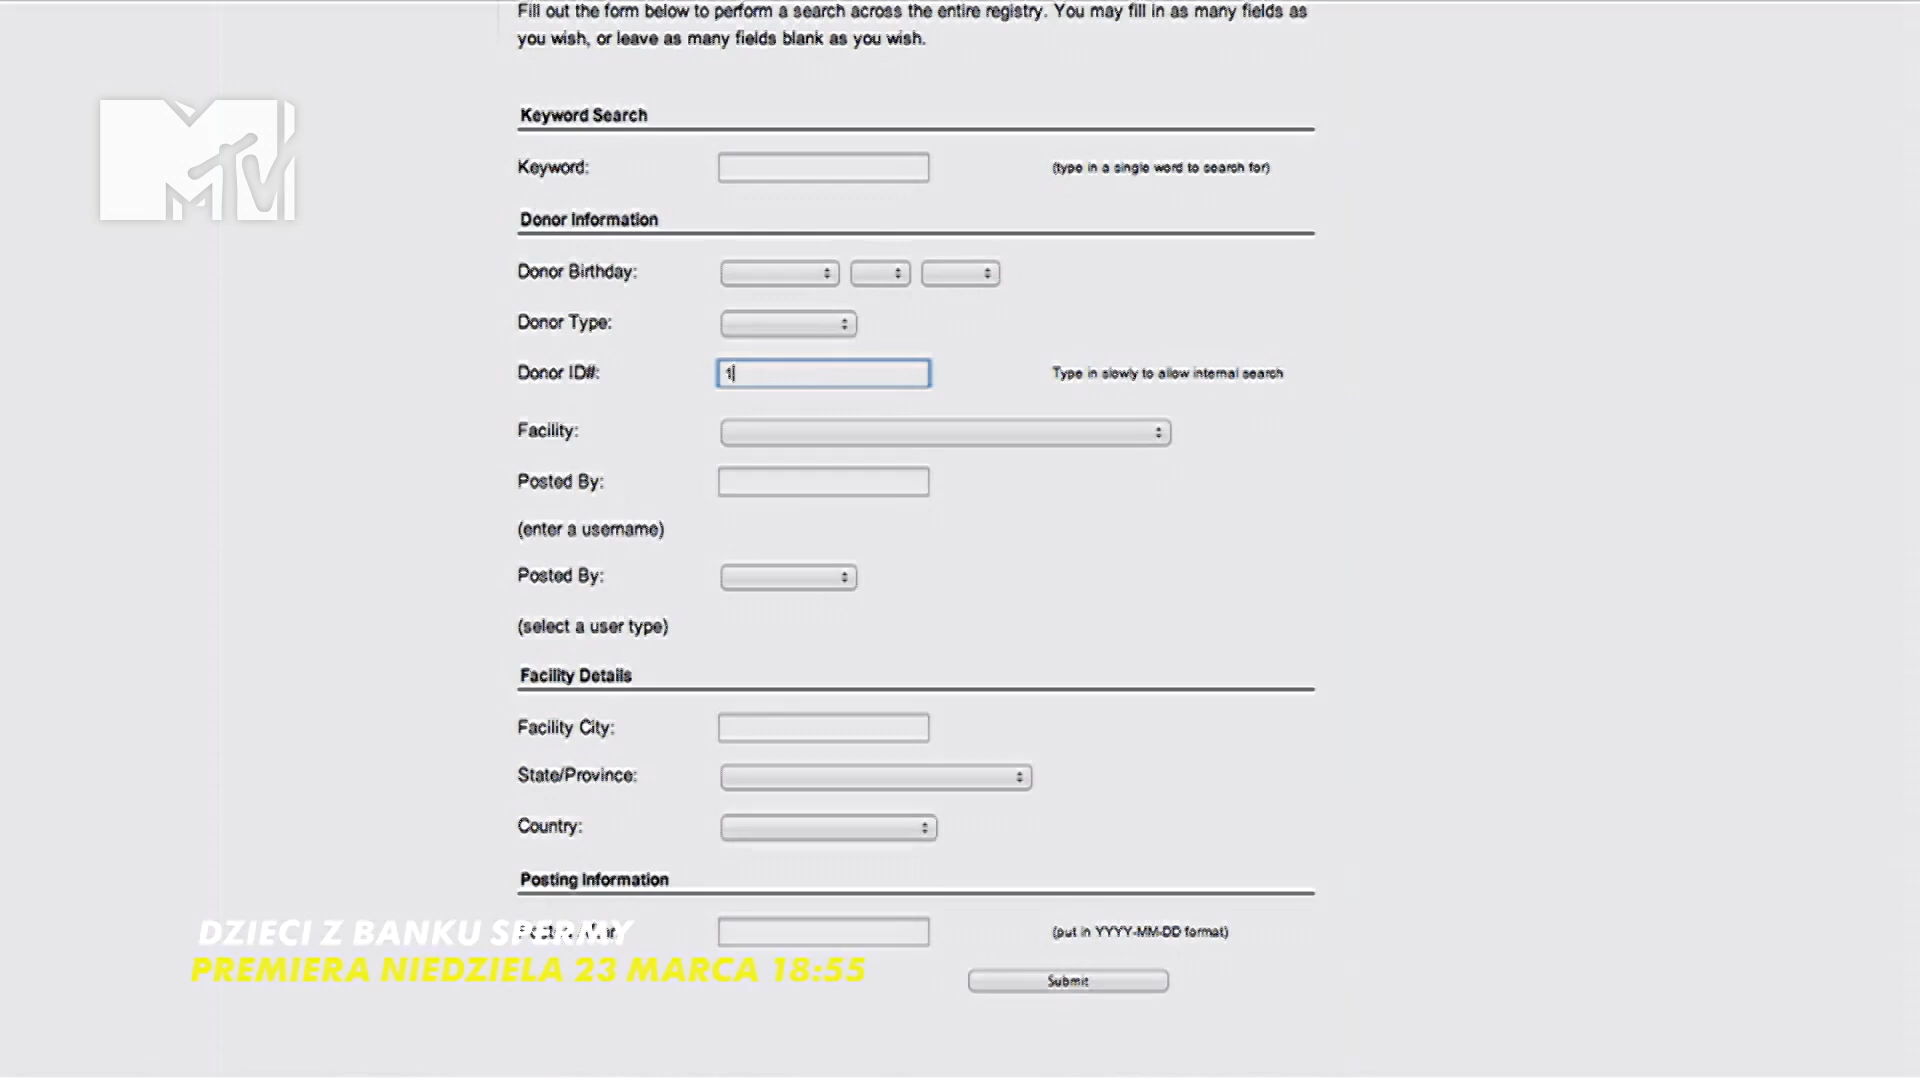 Fill out the form below to perform a search across the entire registry. You may fill in as many fields as
you wish, or leave as many fields blank as you wish.
MTV
Keyword Search
Keyword: (type in a single word to search for)
Donor Information
Donor Birthday:
Donor Type:
Donor ID#: 1 Type in slowly to allow internal search
Facility:
Posted By:
(enter a username)
Posted By:
(select a user type)
Facility Details
Facility City:
State/Province:
Country:
Posting Information
(put in YYYY-MM-DD format)
DZIECI Z BANKU SPERMY
PREMIERA NIEDZIELA 23 MARCA 18:55
Submit